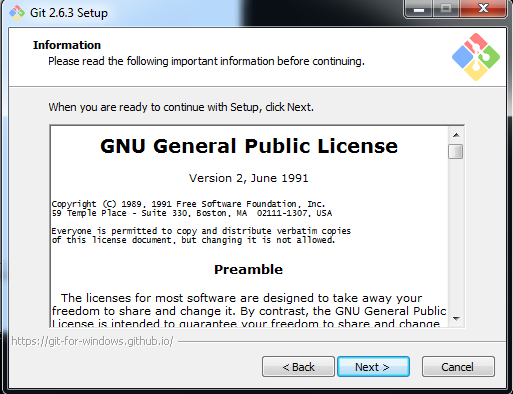 Git 2.6.3 Setup
Information
Please read the following important information before continuing.
When you are ready to continue with Setup, click Next.
GNU General Public License
Version 2, June 1991
Copyright (C) 1989, 1991 Free Software Foundation, Inc.
59 Temple Place - Suite 330, Boston, MA  02111-1307, USA
Everyone is permitted to copy and distribute verbatim copies
of this license document, but changing it is not allowed.
Preamble
The licenses for most software are designed to take away your
freedom to share and change it. By contrast, the GNU General Public
License is intended to guarantee your freedom to share and change
https://git-for-windows.github.io/
< Back
Next >
Cancel